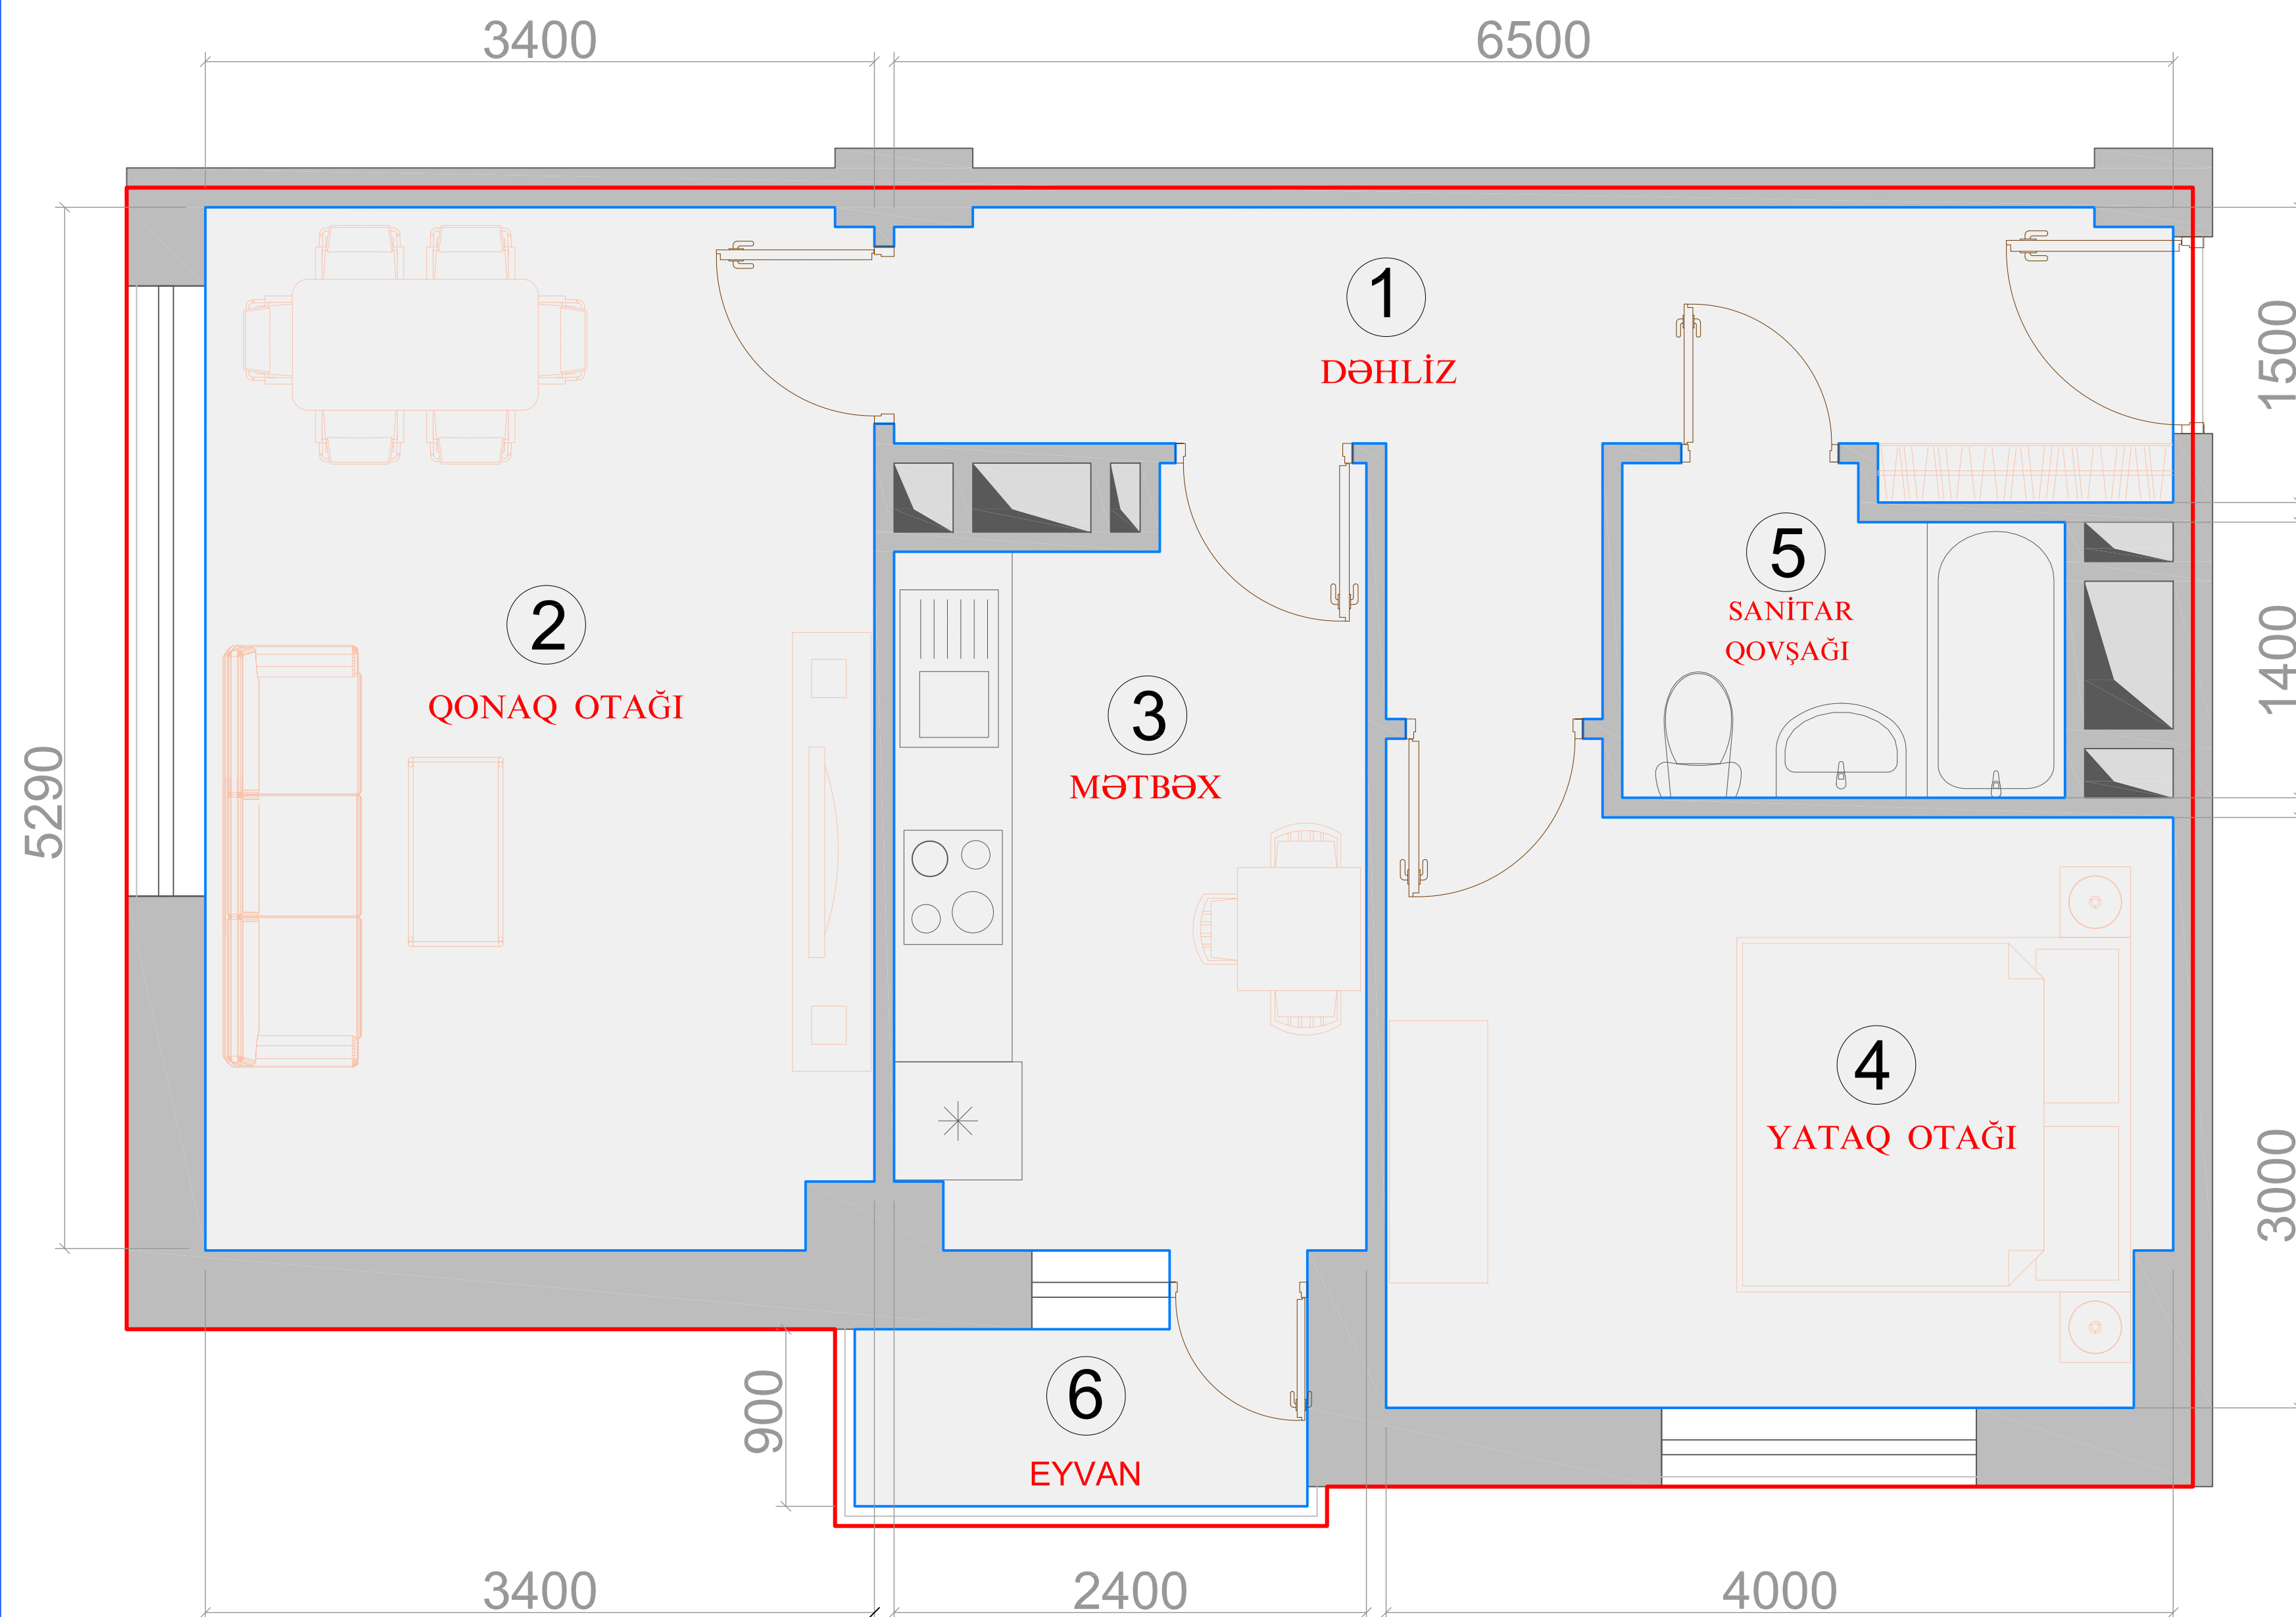 3400
6500
1
DƏHLİZ
1500
5
SANİTAR
QOVŞAĞI
1400
2
QONAQ OTAĞI
3
MƏTBƏX
5290
4
YATAQ OTAĞI
3000
6
EYVAN
900
3400
2400
4000